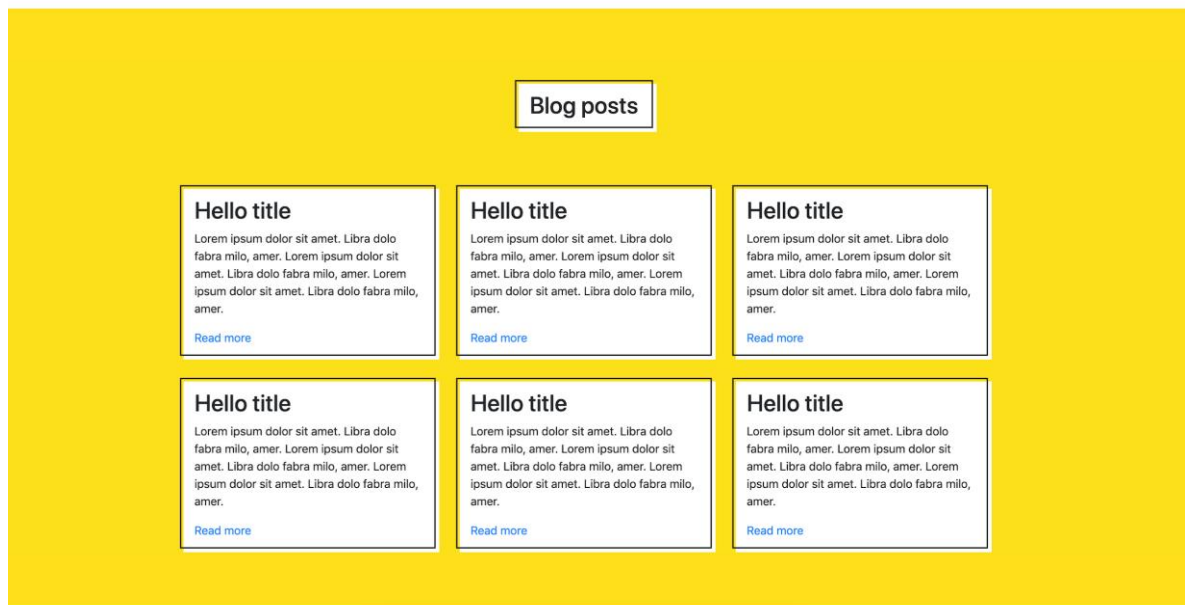 Blog posts
Hello title
Lorem ipsum dolor sit amet. Libra dolo
fabra milo, amer. Lorem ipsum dolor sit
amet. Libra dolo fabra milo, amer. Lorem
ipsum dolor sit amet. Libra dolo fabra milo,
amer.
Read more
Hello title
Lorem ipsum dolor sit amet. Libra dolo
fabra milo, amer. Lorem ipsum dolor sit
amet. Libra dolo fabra milo, amer. Lorem
ipsum dolor sit amet. Libra dolo fabra milo,
amer.
Read more
Hello title
Lorem ipsum dolor sit amet. Libra dolo
fabra milo, amer. Lorem ipsum dolor sit
amet. Libra dolo fabra milo, amer. Lorem
ipsum dolor sit amet. Libra dolo fabra milo,
amer.
Read more
Hello title
Lorem ipsum dolor sit amet. Libra dolo
fabra milo, amer. Lorem ipsum dolor sit
amet. Libra dolo fabra milo, amer. Lorem
ipsum dolor sit amet. Libra dolo fabra milo,
amer.
Read more
Hello title
Lorem ipsum dolor sit amet. Libra dolo
fabra milo, amer. Lorem ipsum dolor sit
amet. Libra dolo fabra milo, amer. Lorem
ipsum dolor sit amet. Libra dolo fabra milo,
amer.
Read more
Hello title
Lorem ipsum dolor sit amet. Libra dolo
fabra milo, amer. Lorem ipsum dolor sit
amet. Libra dolo fabra milo, amer. Lorem
ipsum dolor sit amet. Libra dolo fabra milo,
amer.
Read more